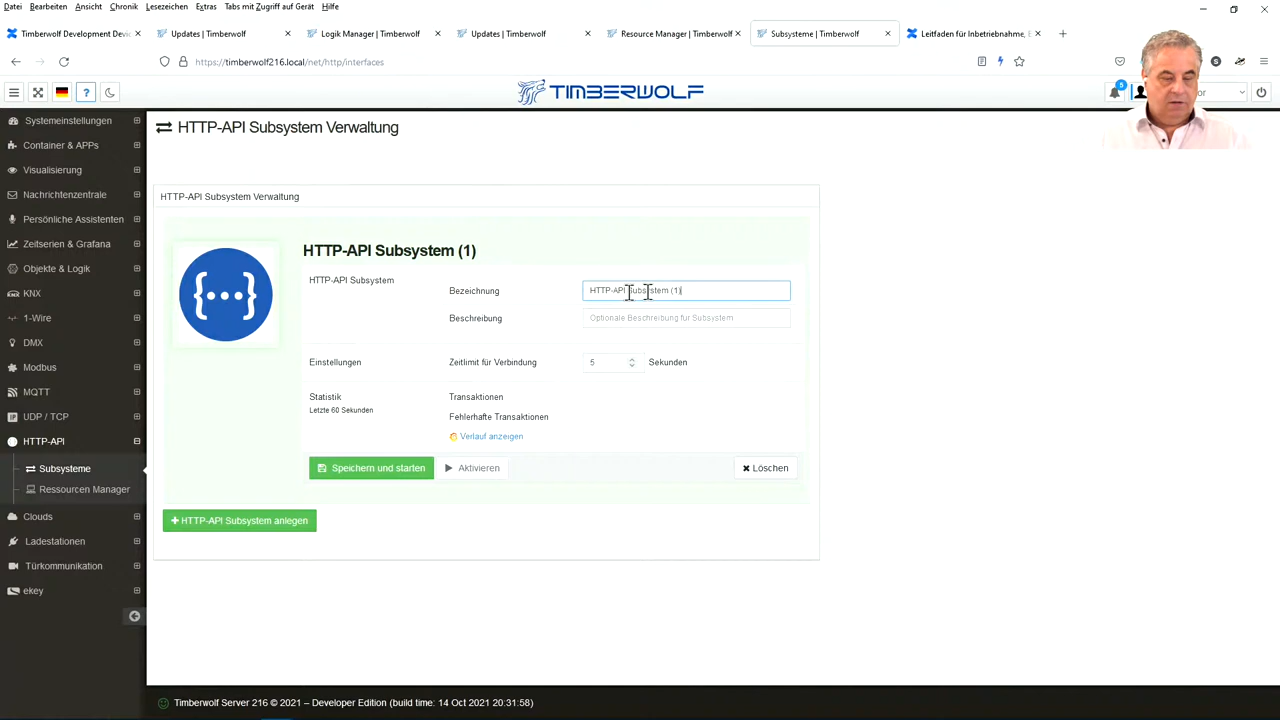 Datei Bearbeiten Ansicht Chronik Lesezeichen Extras Tabs mit Zugriff auf Gerät Hilfe
Timberwolf Development Devic
Updates | Timberwolf
Logik Manager | Timberwolf
Updates | Timberwolf
Resource Manager | Timberwolf
Subsysteme | Timberwolf
Leitfaden für Inbetriebnahme, E
https://timberwolf216.local/net/http/interfaces
TIMBERWOLF
5
or
HTTP-API Subsystem Verwaltung
Systemeinstellungen
Container & APPs
Visualisierung
Nachrichtenzentrale
Persönliche Assistenten
Zeitserien & Grafana
Objekte & Logik
KNX
1-Wire
DMX
Modbus
MQTT
UDP / TCP
HTTP-API
Subsysteme
Ressourcen Manager
Clouds
Ladestationen
Türkommunikation
ekey
HTTP-API Subsystem Verwaltung
HTTP-API Subsystem (1)
HTTP-API Subsystem
Bezeichnung
HTTP-API Subsystem (1)
Beschreibung
Optionale Beschreibung für Subsystem
Einstellungen
Zeitlimit für Verbindung
5
Sekunden
Statistik
Letzte 60 Sekunden
Transaktionen
Fehlerhafte Transaktionen
Verlauf anzeigen
Speichern und starten
Aktivieren
Löschen
HTTP-API Subsystem anlegen
Timberwolf Server 216 © 2021 – Developer Edition (build time: 14 Oct 2021 20:31:58)